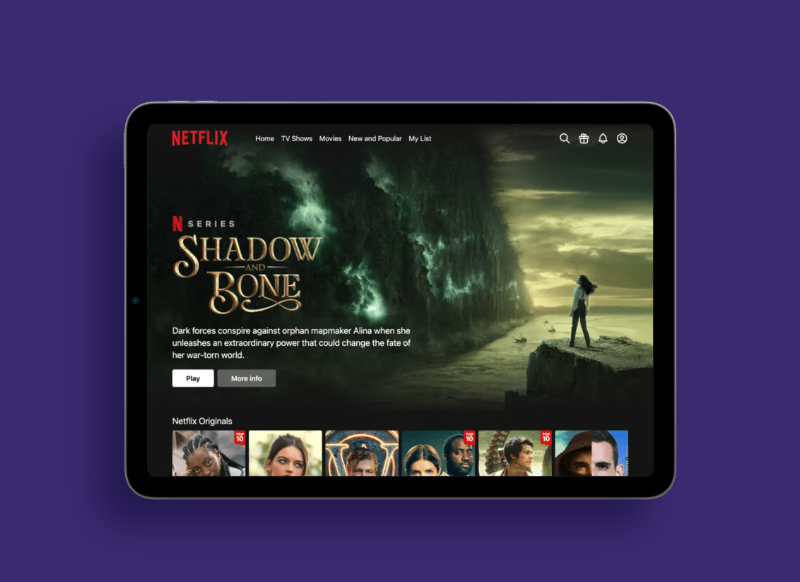 NETFLIX
Home TV Shows Movies New and Popular My List
N SERIES
SHADOW
AND
BONE
Dark forces conspire against orphan mapmaker Alina when she
unleashes an extraordinary power that could change the fate of
her war-torn world.
Play More info
Netflix Originals
TOP 10 TOP 10 TOP 10